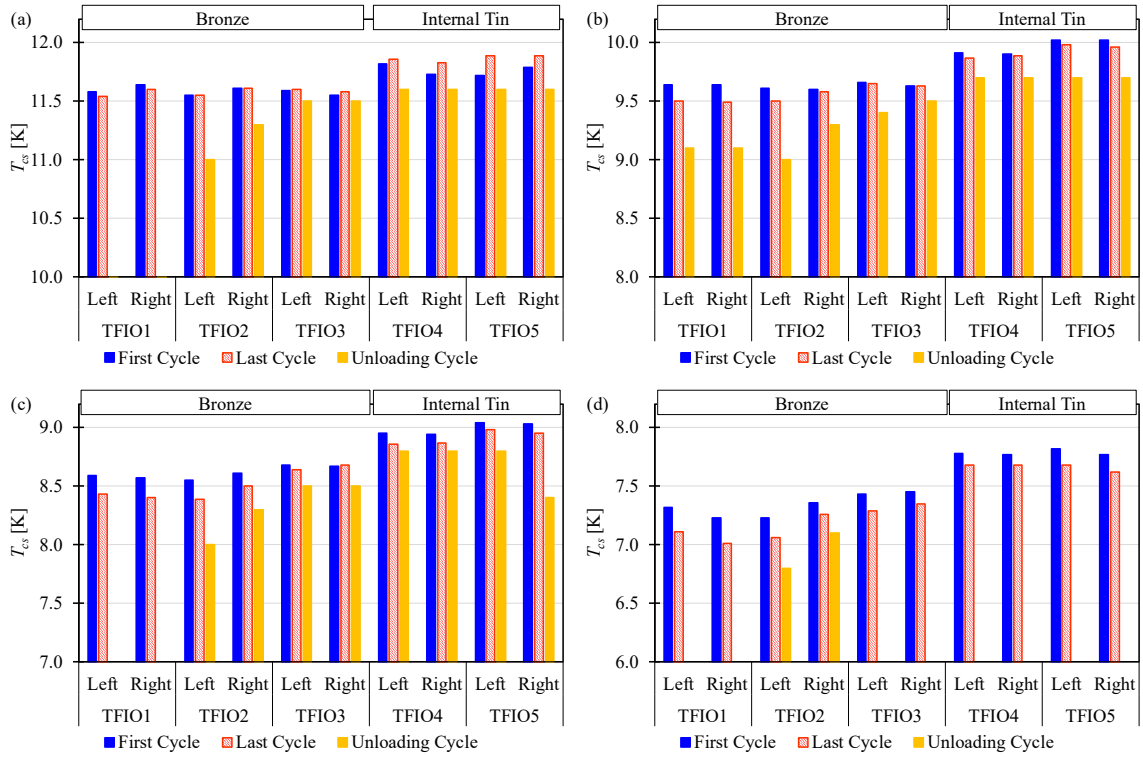 (a)
Bronze Internal Tin
12.0
11.5
11.0
10.5
10.0
Tcs [K]
Left Right Left Right Left Right Left Right Left Right
TFIO1 TFIO2 TFIO3 TFIO4 TFIO5
First Cycle Last Cycle Unloading Cycle
(b)
Bronze Internal Tin
10.0
9.5
9.0
8.5
8.0
Tcs [K]
Left Right Left Right Left Right Left Right Left Right
TFIO1 TFIO2 TFIO3 TFIO4 TFIO5
First Cycle Last Cycle Unloading Cycle
(c)
Bronze Internal Tin
9.0
8.5
8.0
7.5
7.0
Tcs [K]
Left Right Left Right Left Right Left Right Left Right
TFIO1 TFIO2 TFIO3 TFIO4 TFIO5
First Cycle Last Cycle Unloading Cycle
(d)
Bronze Internal Tin
8.0
7.5
7.0
6.5
6.0
Tcs [K]
Left Right Left Right Left Right Left Right Left Right
TFIO1 TFIO2 TFIO3 TFIO4 TFIO5
First Cycle Last Cycle Unloading Cycle